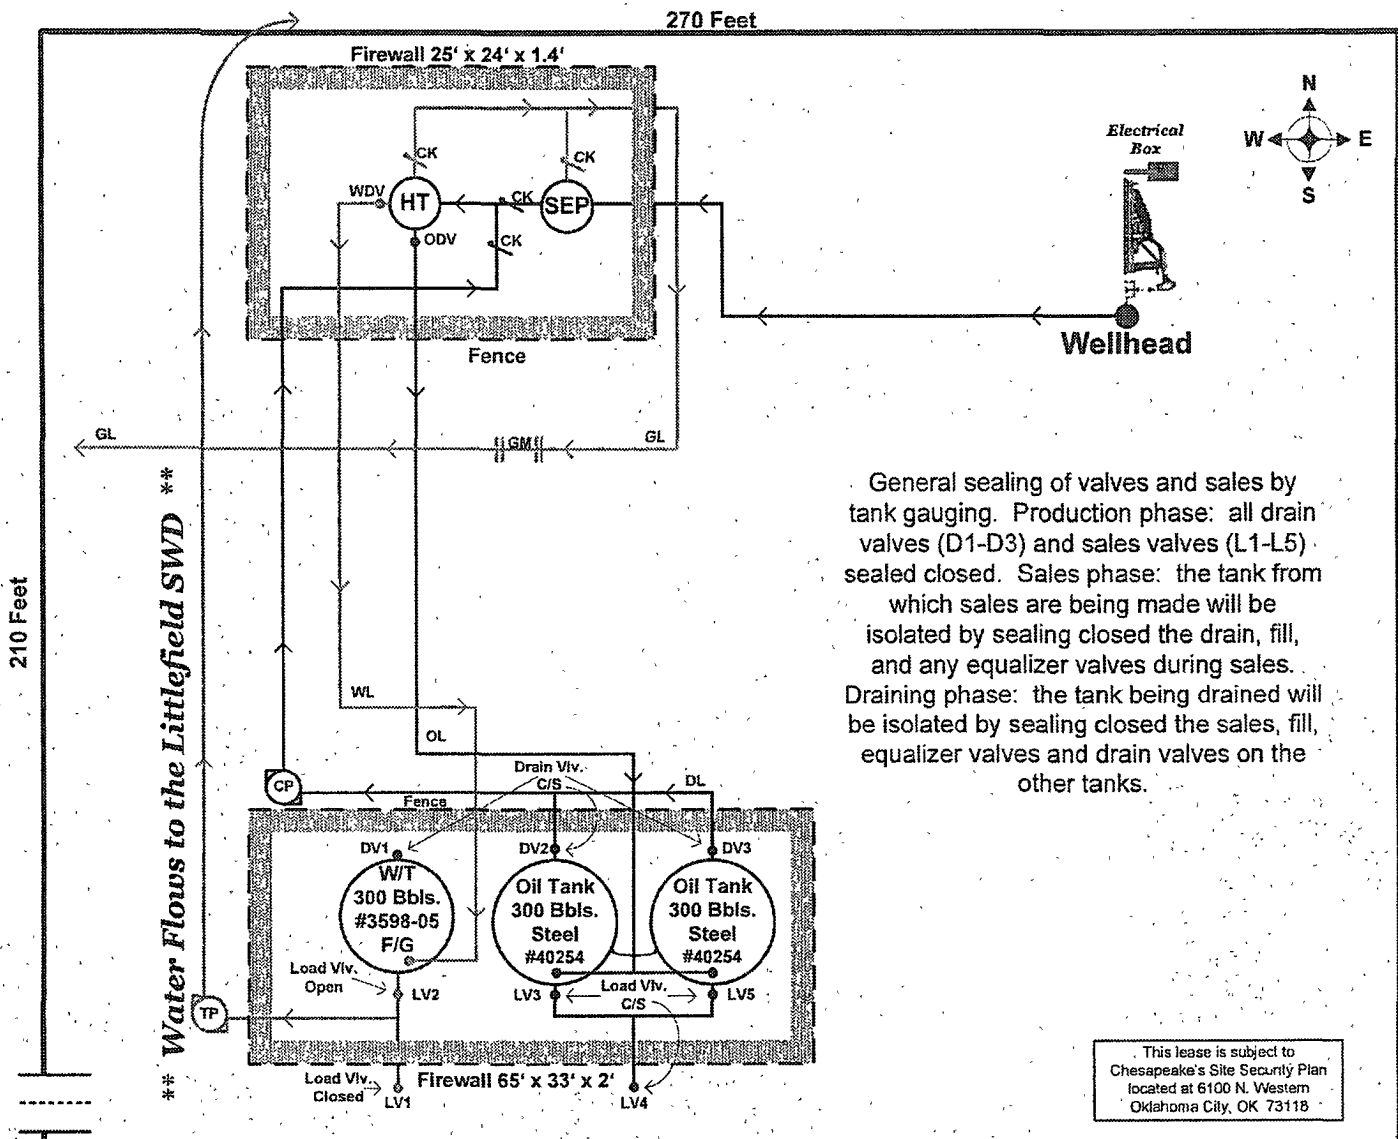 270 Feet
Firewall 25' x 24' x 1.4'
N
W
E
S
Electrical
Box
CK
CK
WDV
HT
CK
SEP
ODV
CK
Wellhead
Fence
GL
GM
GL
210 Feet
** Water Flows to the Littlefield SWD **
General sealing of valves and sales by
tank gauging. Production phase: all drain
valves (D1-D3) and sales valves (L1-L5)
sealed closed. Sales phase: the tank from
which sales are being made will be
isolated by sealing closed the drain, fill,
and any equalizer valves during sales.
Draining phase: the tank being drained will
be isolated by sealing closed the sales, fill,
equalizer valves and drain valves on the
other tanks.
WL
OL
Drain Vlv.
C/S
DL
CP
Fence
DV1
DV2
DV3
W/T
300 Bbls.
#3598-05
F/G
Oil Tank
300 Bbls.
Steel
#40254
Oil Tank
300 Bbls.
Steel
#40254
Load Vlv.
Open
LV2
LV3
Load Vlv.
C/S
LV5
TP
Load Vlv.
Closed
LV1
Firewall 65' x 33' x 2'
LV4
This lease is subject to
Chesapeake's Site Security Plan
located at 6100 N. Western
Oklahoma City, OK 73118